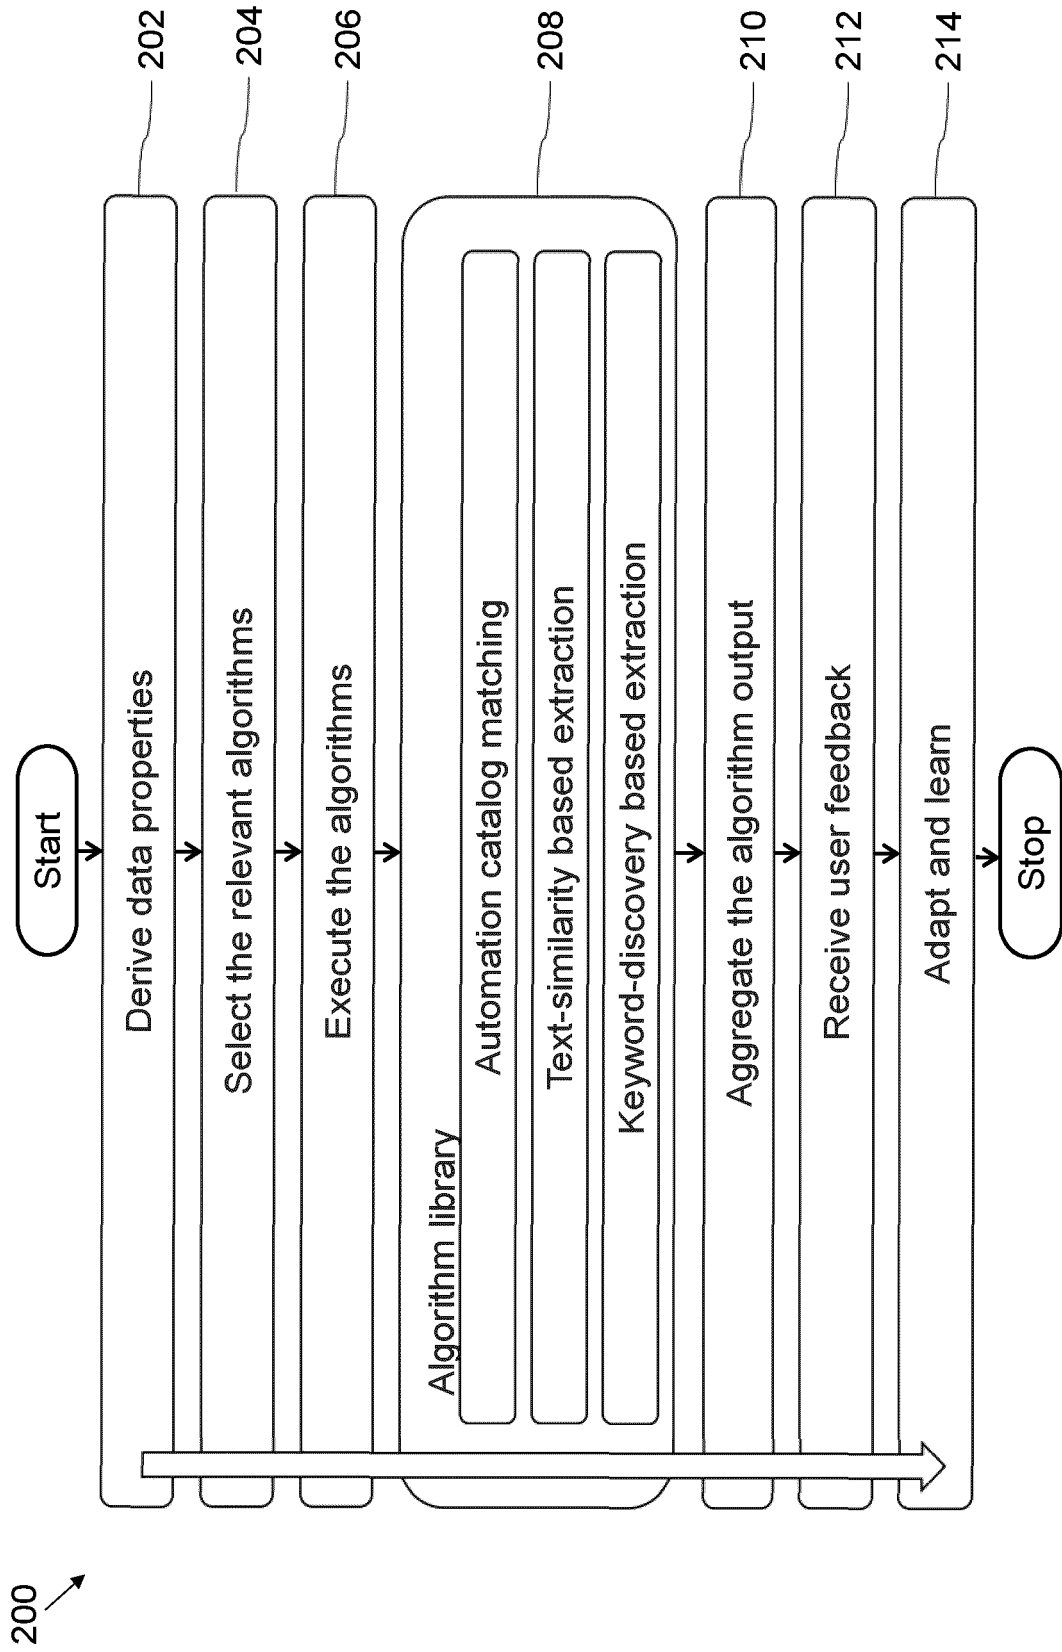 200
Start
Derive data properties
202
Select the relevant algorithms
204
Execute the algorithms
206
Algorithm library
208
Automation catalog matching
Text-similarity based extraction
Keyword-discovery based extraction
Aggregate the algorithm output
210
Receive user feedback
212
Adapt and learn
214
Stop